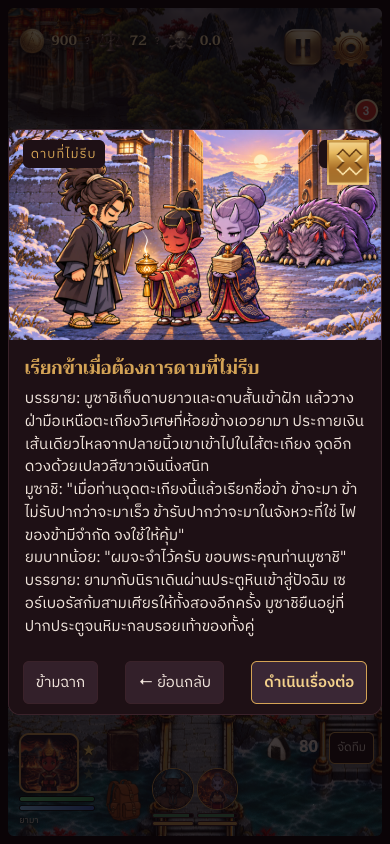 900
72
0.0
3
ดาบที่ไม่รีบ
เรียกข้าเมื่อต้องการดาบที่ไม่รีบ
บรรยาย: มูซาชิเก็บดาบยาวและดาบสั้นเข้าฝัก แล้ววาง
ฝ่ามือเหนือตะเกียงวิเศษที่ห้อยข้างเอวยามา ประกายเงิน
เส้นเดียวไหลจากปลายนิ้วเขาเข้าไปในไส้ตะเกียง จุดอีก
ดวงด้วยเปลวสีขาวเงินนิ่งสนิท
มูซาชิ: "เมื่อท่านจุดตะเกียงนี้แล้วเรียกชื่อข้า ข้าจะมา ข้า
ไม่รับปากว่าจะมาเร็ว ข้ารับปากว่าจะมาในจังหวะที่ใช่ ไฟ
ของข้ามีจำกัด จงใช้ให้คุ้ม"
ยมบาทน้อย: "ผมจะจำไว้ครับ ขอบพระคุณท่านมูซาชิ"
บรรยาย: ยามากับนิราเดินผ่านประตูหินเข้าสู่ปัจฉิม เซ
อร์เบอรัสก้มสามเศียรให้ทั้งสองอีกครั้ง มูซาชิยืนอยู่ที่
ปากประตูจนหิมะกลบรอยเท้าของทั้งคู่
ข้ามฉาก
← ย้อนกลับ
ดำเนินเรื่องต่อ
80
จัดทีม
ยามา